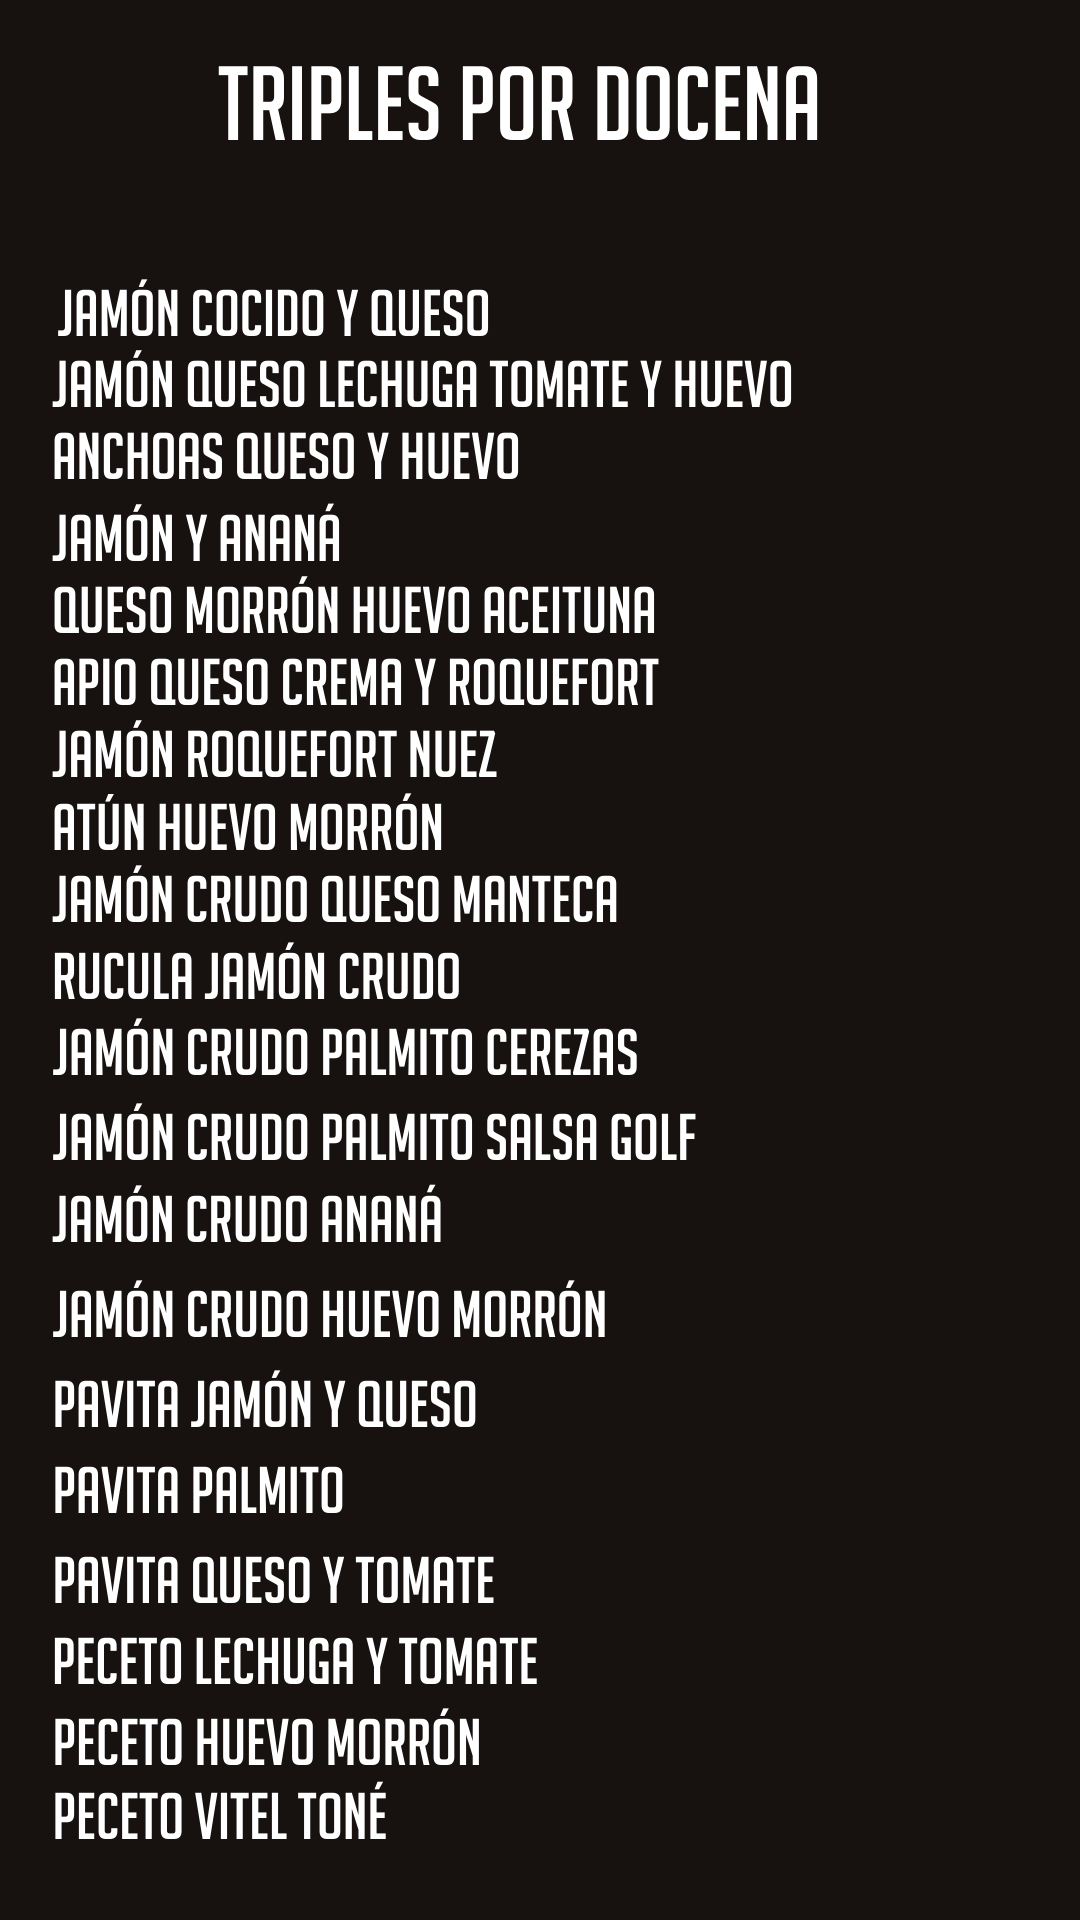 TRIPLES POR DOCENA
JAMÓN COCIDO Y QUESO
JAMÓN QUESO LECHUGA TOMATE Y HUEVO
ANCHOAS QUESO Y HUEVO
JAMÓN Y ANANÁ
QUESO MORRÓN HUEVO ACEITUNA
APIO QUESO CREMA Y ROQUEFORT
JAMÓN ROQUEFORT NUEZ
ATÚN HUEVO MORRÓN
JAMÓN CRUDO QUESO MANTECA
RUCULA JAMÓN CRUDO
JAMÓN CRUDO PALMITO CEREZAS
JAMÓN CRUDO PALMITO SALSA GOLF
JAMÓN CRUDO ANANÁ
JAMÓN CRUDO HUEVO MORRÓN
PAVITA JAMÓN Y QUESO
PAVITA PALMITO
PAVITA QUESO Y TOMATE
PECETO LECHUGA Y TOMATE
PECETO HUEVO MORRÓN
PECETO VITEL TONÉ